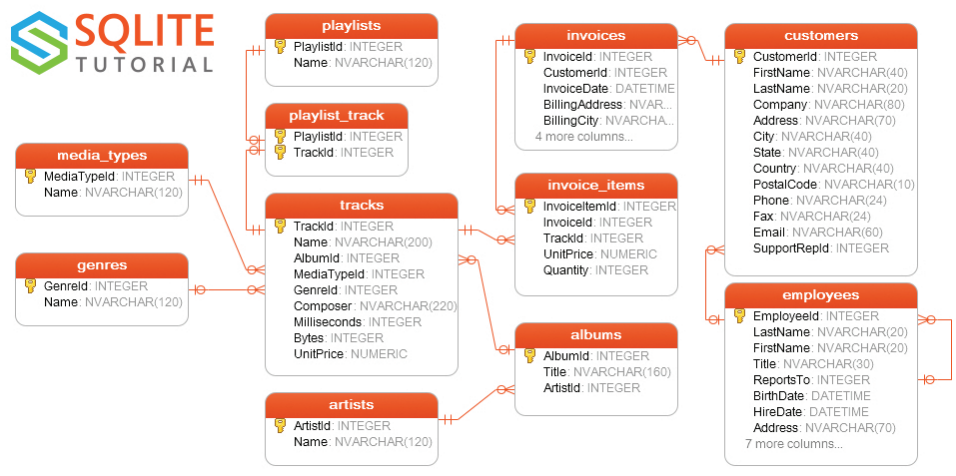 SQLITE
TUTORIAL
playlists
PlaylistId: INTEGER
Name: NVARCHAR(120)
playlist_track
PlaylistId: INTEGER
TrackId: INTEGER
media_types
MediaTypeId: INTEGER
Name: NVARCHAR(120)
genres
GenreId: INTEGER
Name: NVARCHAR(120)
tracks
TrackId: INTEGER
Name: NVARCHAR(200)
AlbumId: INTEGER
MediaTypeId: INTEGER
GenreId: INTEGER
Composer: NVARCHAR(220)
Milliseconds: INTEGER
Bytes: INTEGER
UnitPrice: NUMERIC
artists
ArtistId: INTEGER
Name: NVARCHAR(120)
invoices
InvoiceId: INTEGER
CustomerId: INTEGER
InvoiceDate: DATETIME
BillingAddress: NVAR...
BillingCity: NVARCHA...
4 more columns...
invoice_items
InvoiceItemId: INTEGER
InvoiceId: INTEGER
TrackId: INTEGER
UnitPrice: NUMERIC
Quantity: INTEGER
albums
AlbumId: INTEGER
Title: NVARCHAR(160)
ArtistId: INTEGER
customers
CustomerId: INTEGER
FirstName: NVARCHAR(40)
LastName: NVARCHAR(20)
Company: NVARCHAR(80)
Address: NVARCHAR(70)
City: NVARCHAR(40)
State: NVARCHAR(40)
Country: NVARCHAR(40)
PostalCode: NVARCHAR(10)
Phone: NVARCHAR(24)
Fax: NVARCHAR(24)
Email: NVARCHAR(60)
SupportRepId: INTEGER
employees
EmployeeId: INTEGER
LastName: NVARCHAR(20)
FirstName: NVARCHAR(20)
Title: NVARCHAR(30)
ReportsTo: INTEGER
BirthDate: DATETIME
HireDate: DATETIME
Address: NVARCHAR(70)
7 more columns...